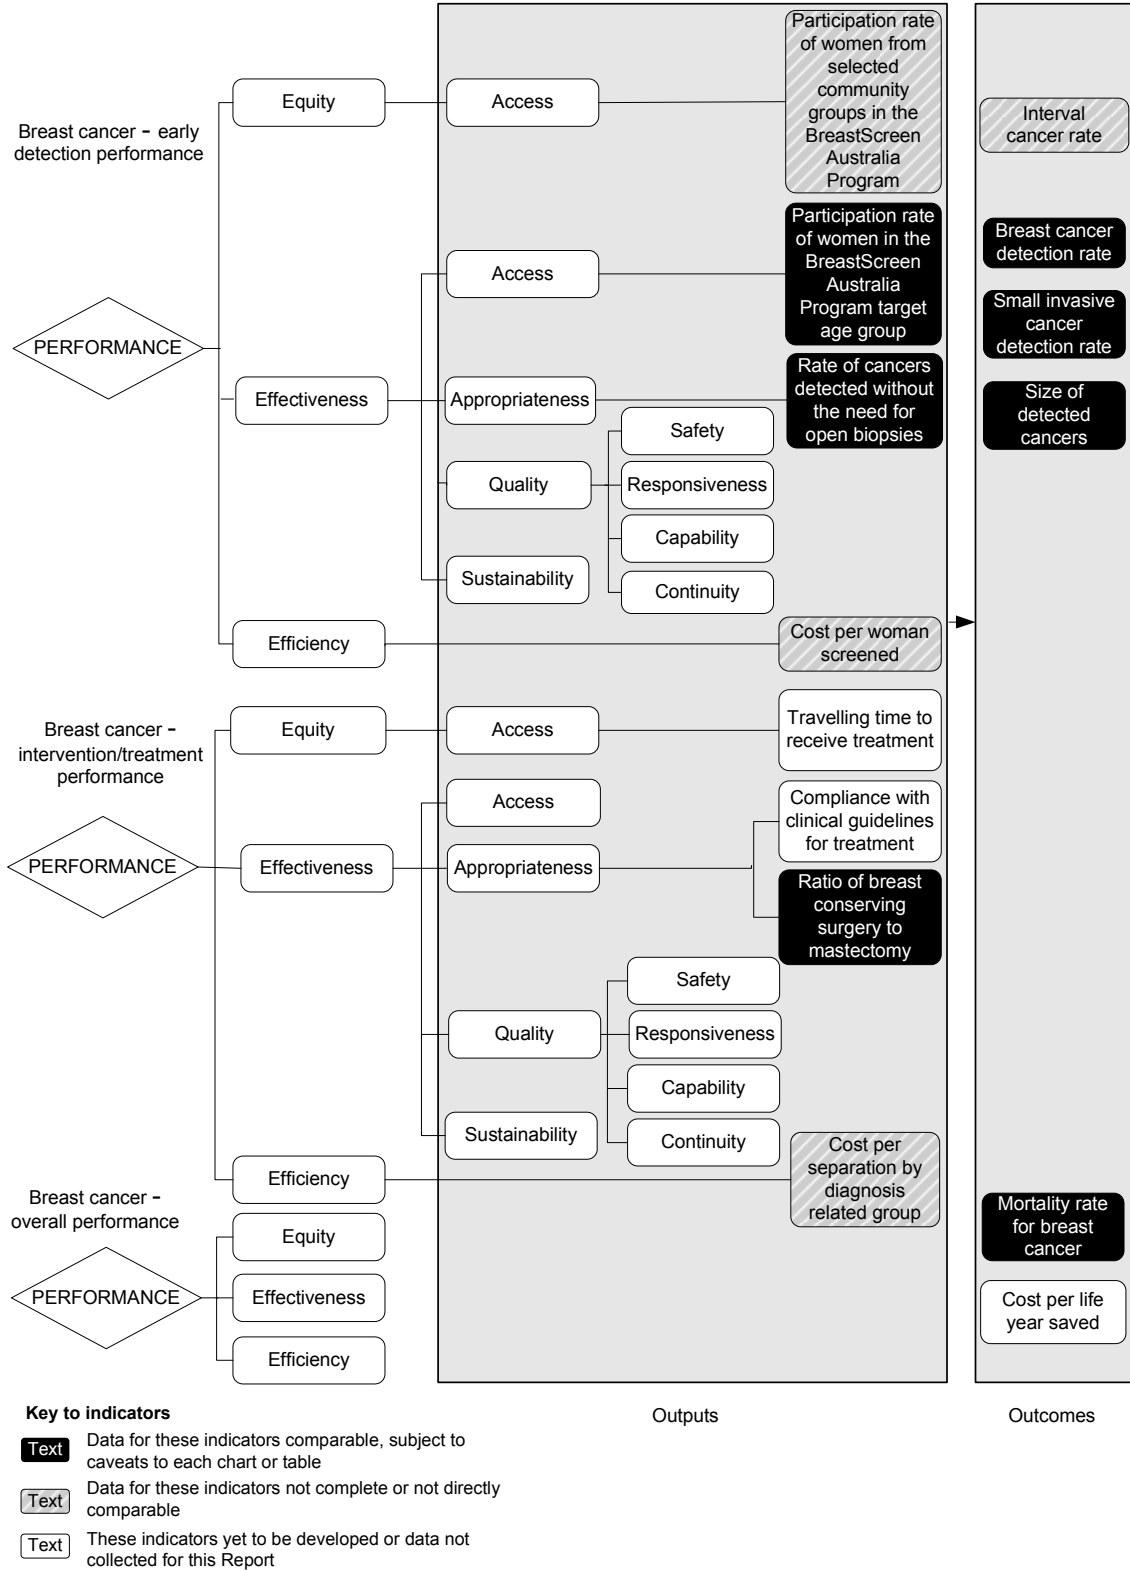 Breast cancer – early
detection performance
PERFORMANCE
Equity
Access
Participation rate
of women from
selected
community
groups in the
BreastScreen
Australia
Program
Effectiveness
Access
Participation rate
of women in the
BreastScreen
Australia
Program target
age group
Appropriateness
Rate of cancers
detected without
the need for
open biopsies
Quality
Safety
Responsiveness
Capability
Continuity
Sustainability
Efficiency
Cost per woman
screened
Interval
cancer rate
Breast cancer
detection rate
Small invasive
cancer
detection rate
Size of
detected
cancers
Breast cancer –
intervention/treatment
performance
PERFORMANCE
Equity
Access
Travelling time to
receive treatment
Effectiveness
Access
Appropriateness
Compliance with
clinical guidelines
for treatment
Ratio of breast
conserving
surgery to
mastectomy
Quality
Safety
Responsiveness
Capability
Continuity
Sustainability
Efficiency
Cost per
separation by
diagnosis
related group
Breast cancer –
overall performance
PERFORMANCE
Equity
Effectiveness
Efficiency
Mortality rate
for breast
cancer
Cost per life
year saved
Outputs
Outcomes
Key to indicators
Text Data for these indicators comparable, subject to
caveats to each chart or table
Text Data for these indicators not complete or not directly
comparable
Text These indicators yet to be developed or data not
collected for this Report